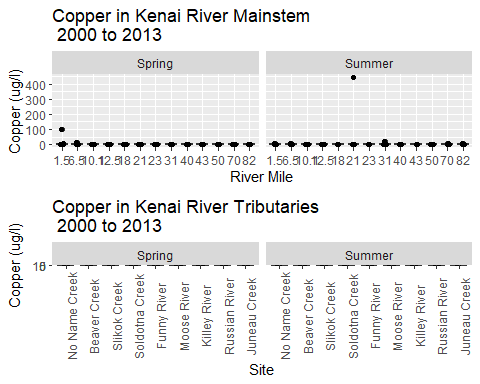 Copper in Kenai River Mainstem
2000 to 2013
Spring Summer
Copper (ug/l)
400
300
200
100
0
1.5 6.5 10.1 12.5 18 21 23 31 40 43 50 70 82 1.5 6.5 10.1 12.5 18 21 23 31 40 43 50 70 82
River Mile
Copper in Kenai River Tributaries
2000 to 2013
Spring Summer
Copper (ug/l)
No Name Creek
Beaver Creek
Slikok Creek
Soldotna Creek
Funny River
Moose River
Killey River
Russian River
Juneau Creek
No Name Creek
Beaver Creek
Slikok Creek
Soldotna Creek
Funny River
Moose River
Killey River
Russian River
Juneau Creek
Site